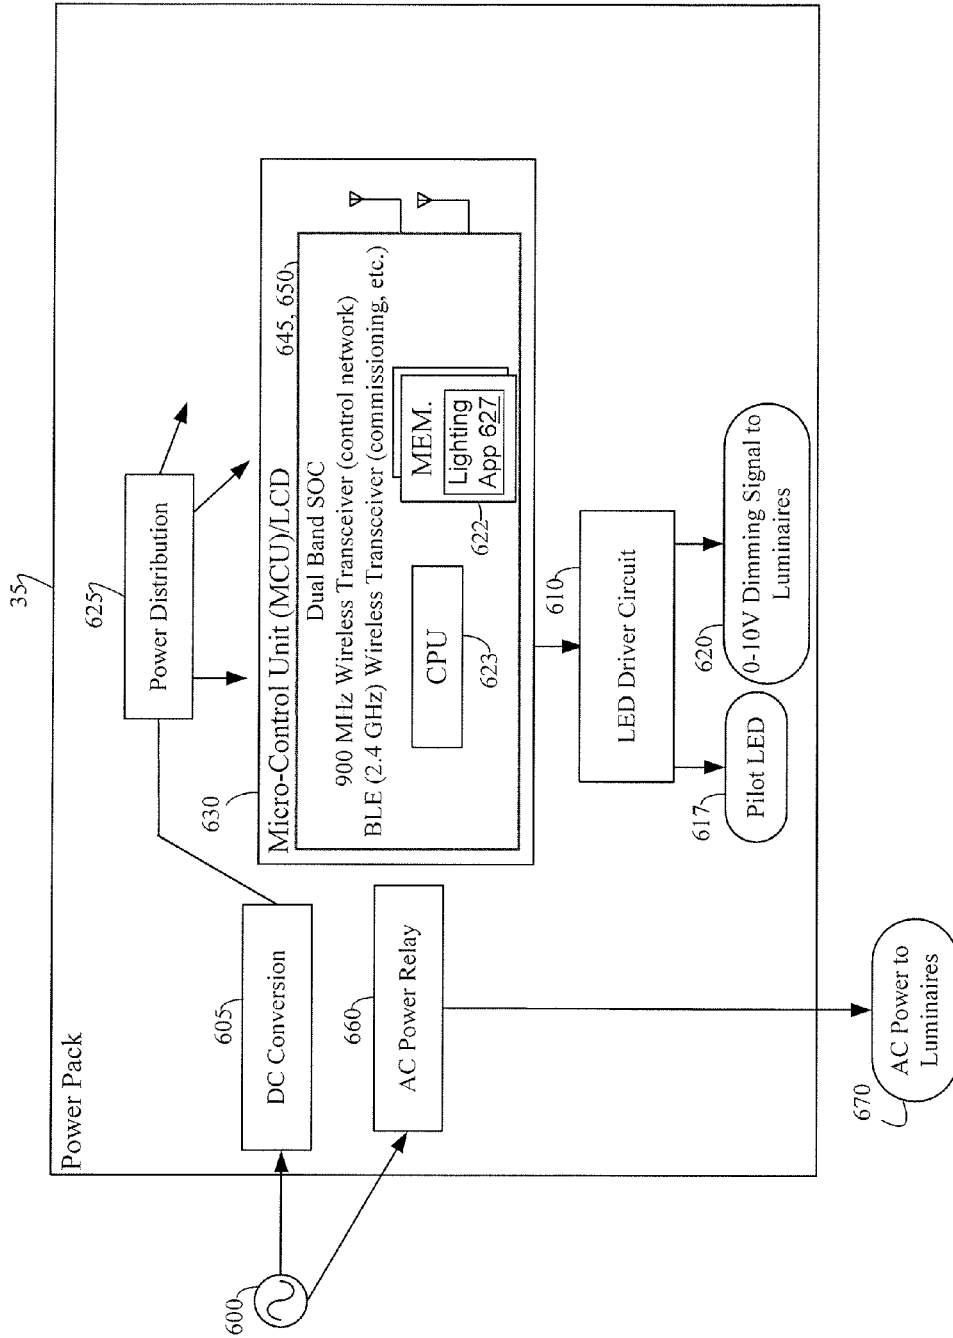 Power Pack
35
600
605
DC Conversion
625
Power Distribution
660
AC Power Relay
670
AC Power to
Luminaires
630
Micro-Control Unit (MCU)/LCD
645, 650
Dual Band SOC
900 MHz Wireless Transceiver (control network)
BLE (2.4 GHz) Wireless Transceiver (commissioning, etc.)
CPU
623
MEM.
Lighting
App 627
622
610
LED Driver Circuit
617
Pilot LED
620
0-10V Dimming Signal to
Luminaires